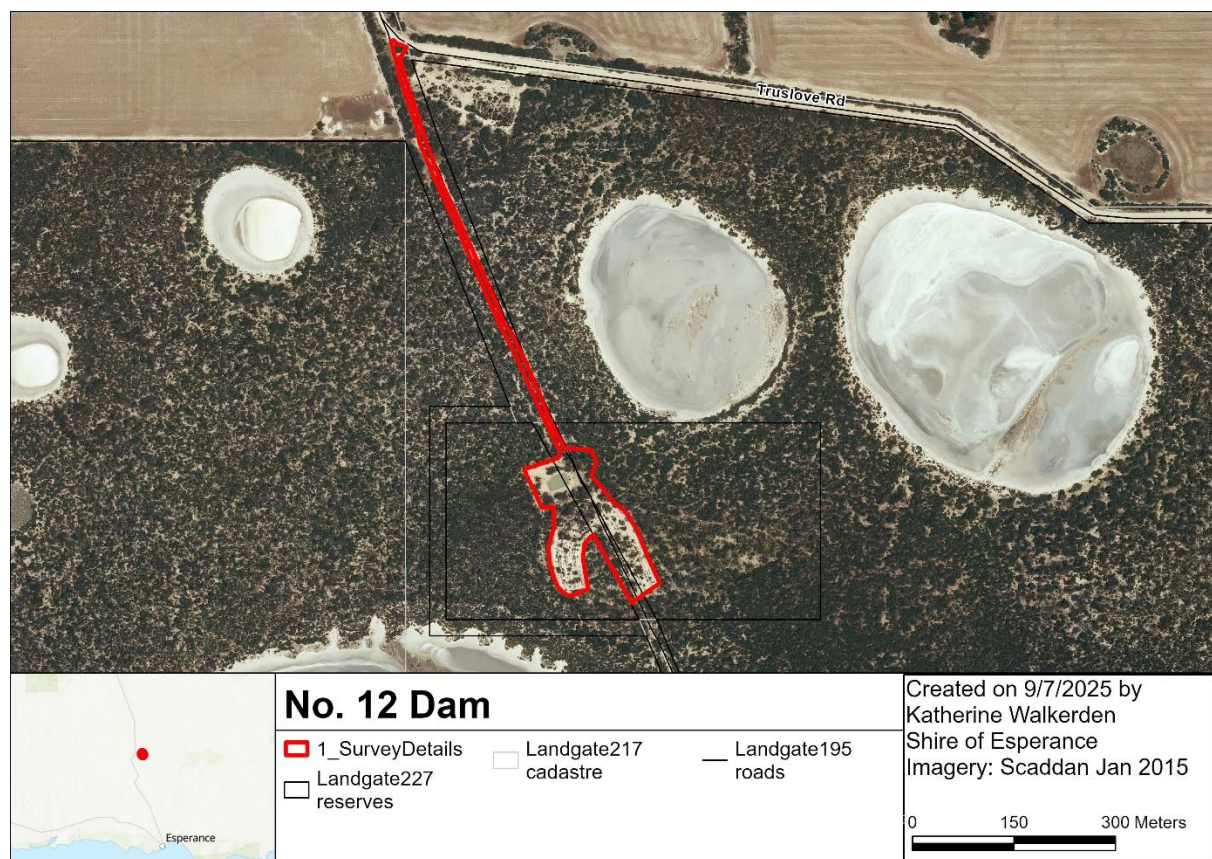 Truslove Rd
No. 12 Dam
1_SurveyDetails
Landgate227
reserves
Landgate217
cadastre
Landgate195
roads
Created on 9/7/2025 by
Katherine Walkerden
Shire of Esperance
Imagery: Scaddan Jan 2015
0 150 300 Meters
Esperance